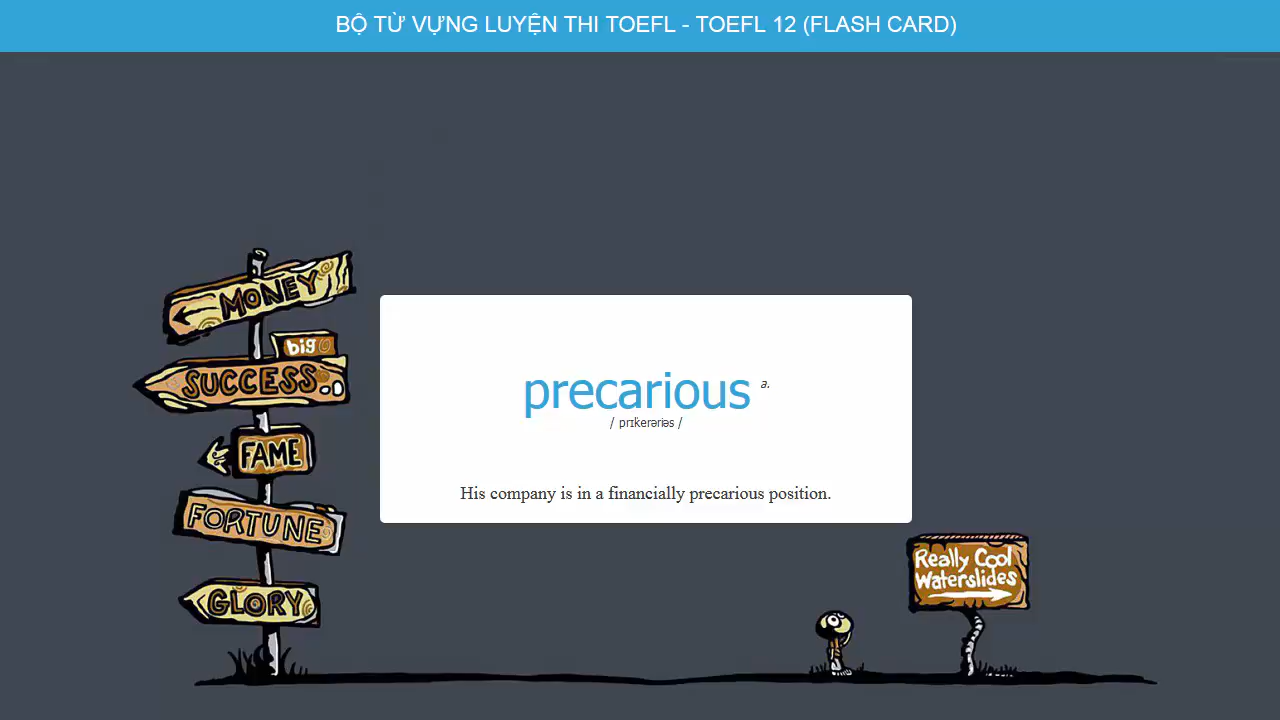 BỘ TỪ VỰNG LUYỆN THI TOEFL - TOEFL 12 (FLASH CARD)
MONEY
big
SUCCESS
FAME
FORTUNE
GLORY
precarious a.
/ prɪˈkerəriəs /
His company is in a financially precarious position.
Really Cool
Waterslides